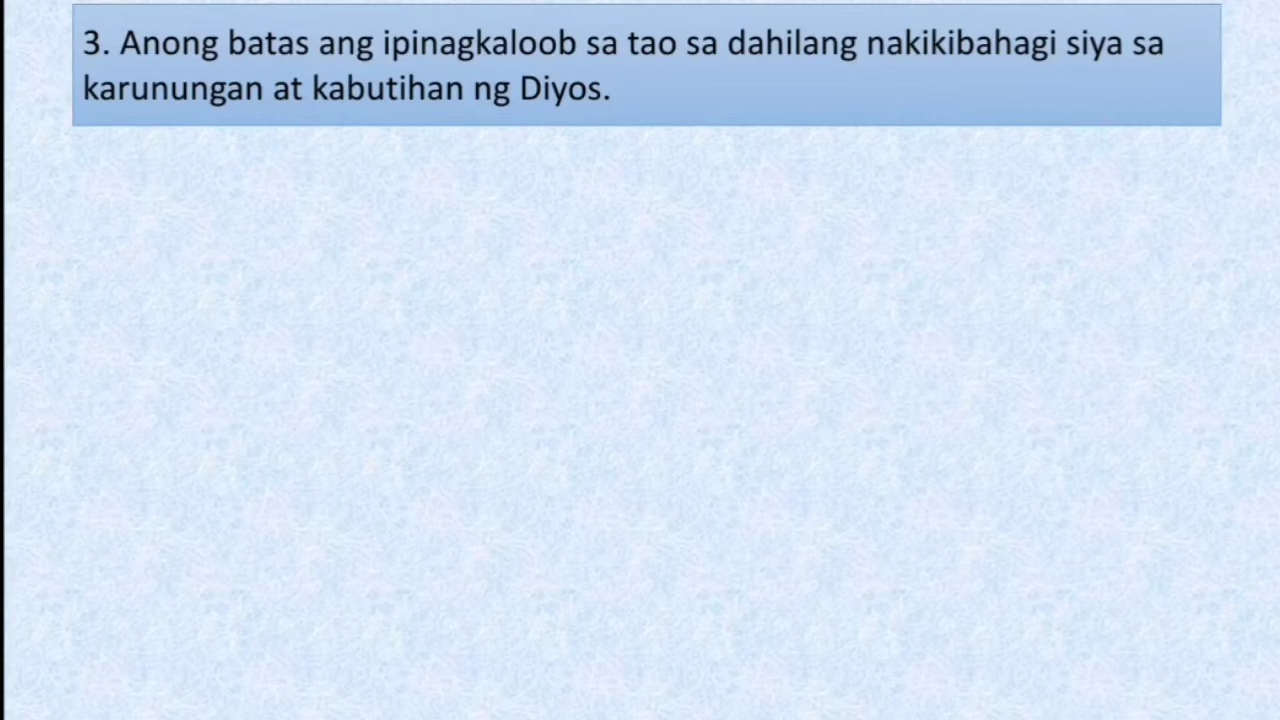 3. Anong batas ang ipinagkaloob sa tao sa dahilang nakikibahagi siya sa
karunungan at kabutihan ng Diyos.